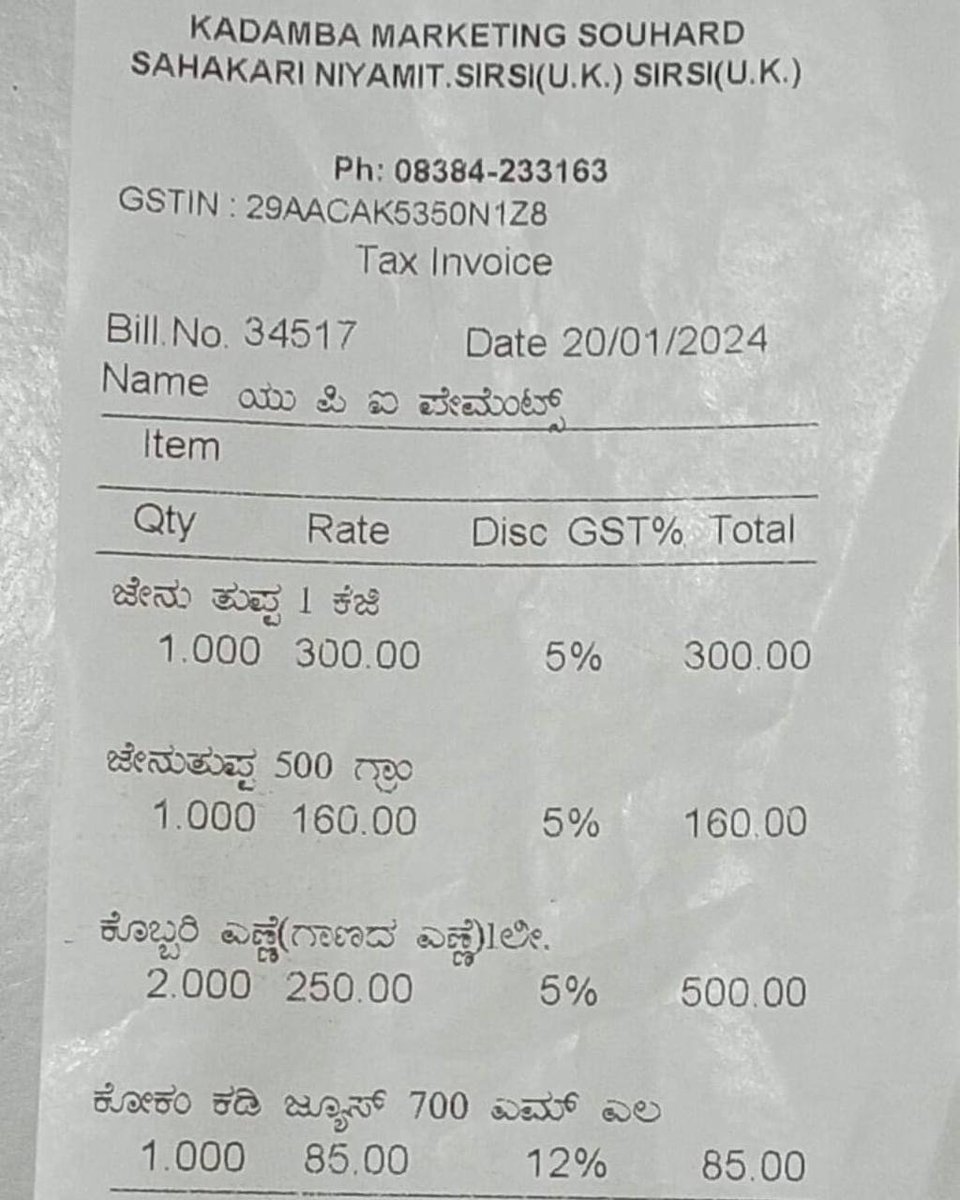 KADAMBA MARKETING SOUHARD
SAHAKARI NIYAMIT.SIRSI(U.K.) SIRSI(U.K.)
Ph: 08384-233163
GSTIN : 29AACAK5350N1Z8
Tax Invoice
Bill.No. 34517 Date 20/01/2024
Name ಯು ಪಿ ಐ ಪೇಮೆಂಟ್ಸ್
Item
Qty Rate Disc GST% Total
ಜೇನು ತುಪ್ಪ 1 ಕೆಜಿ
1.000 300.00 5% 300.00
ಜೇನುತುಪ್ಪ 500 ಗ್ರಾಂ
1.000 160.00 5% 160.00
ಕೊಬ್ಬರಿ ಎಣ್ಣೆ(ಗಾಣದ ಎಣ್ಣೆ)1ಲೀ.
2.000 250.00 5% 500.00
ಕೋಕಂ ಕಡಿ ಜ್ಯೂಸ್ 700 ಎಮ್ ಎಲ
1.000 85.00 12% 85.00